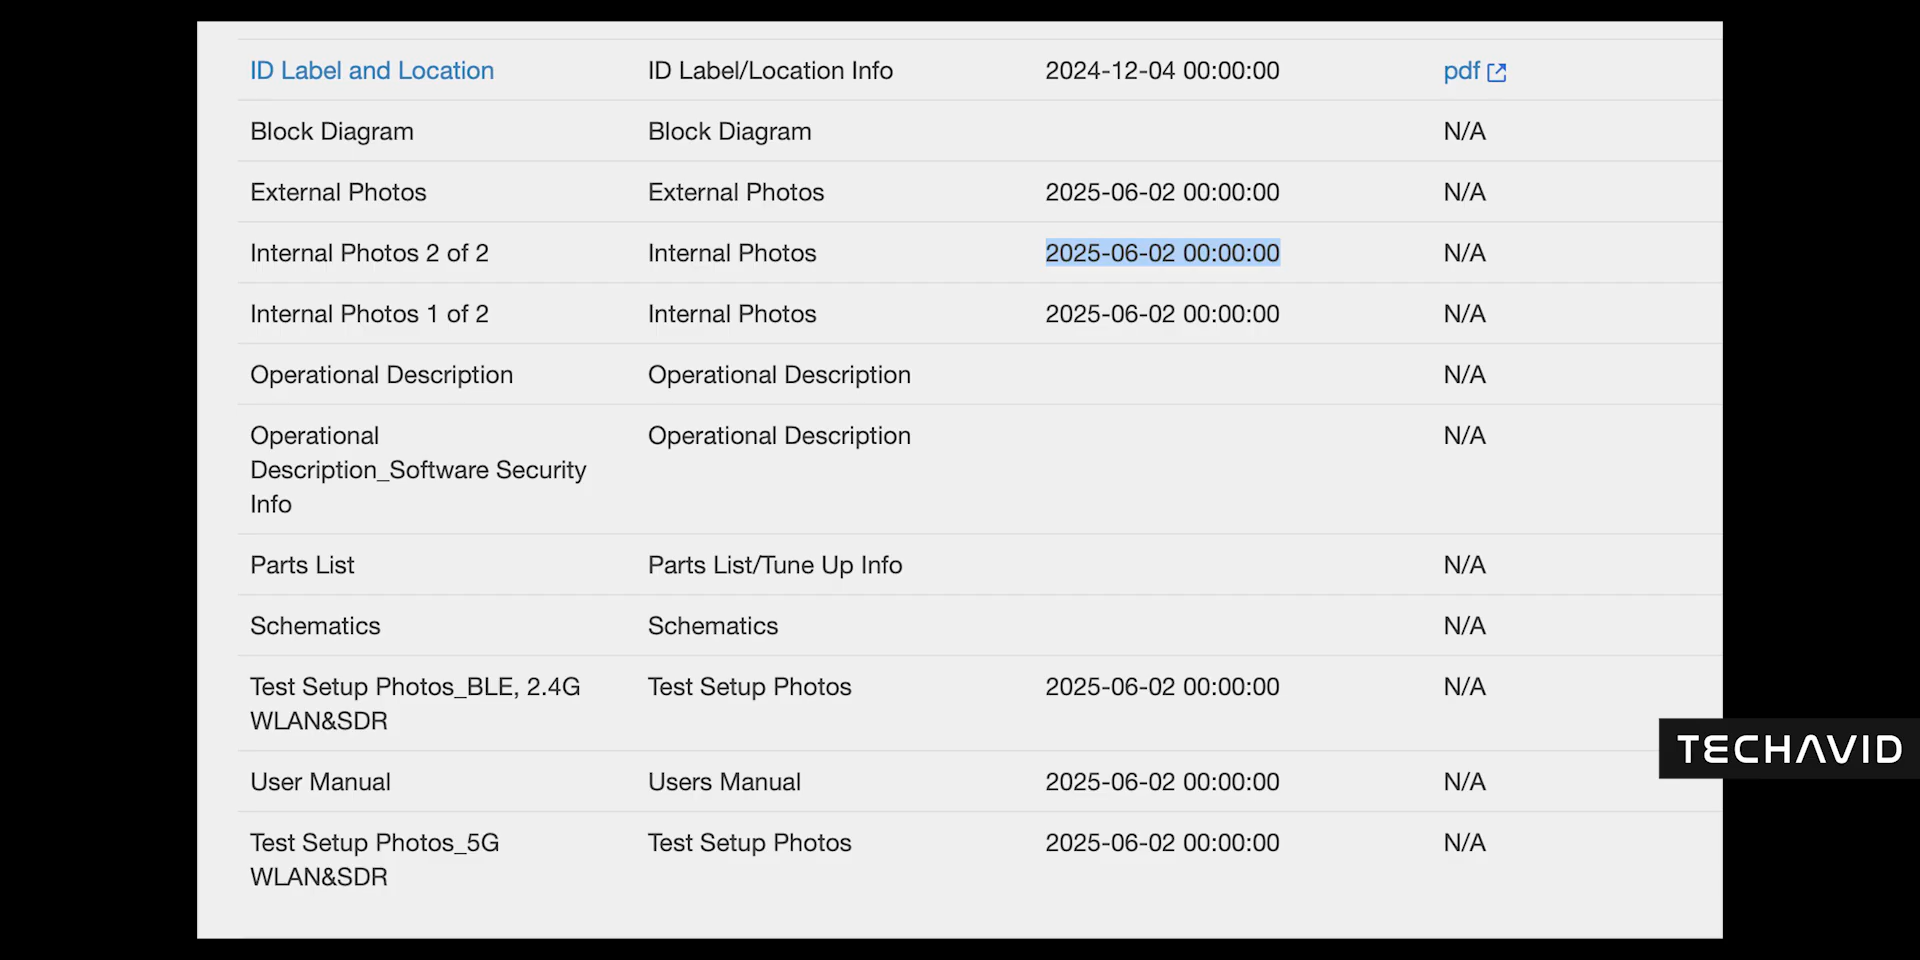 ID Label and Location ID Label/Location Info 2024-12-04 00:00:00 pdf
Block Diagram Block Diagram N/A
External Photos External Photos 2025-06-02 00:00:00 N/A
Internal Photos 2 of 2 Internal Photos 2025-06-02 00:00:00 N/A
Internal Photos 1 of 2 Internal Photos 2025-06-02 00:00:00 N/A
Operational Description Operational Description N/A
Operational Operational Description N/A
Description_Software Security
Info
Parts List Parts List/Tune Up Info N/A
Schematics Schematics N/A
Test Setup Photos_BLE, 2.4G Test Setup Photos 2025-06-02 00:00:00 N/A
WLAN&SDR
TECHAVID
User Manual Users Manual 2025-06-02 00:00:00 N/A
Test Setup Photos_5G Test Setup Photos 2025-06-02 00:00:00 N/A
WLAN&SDR